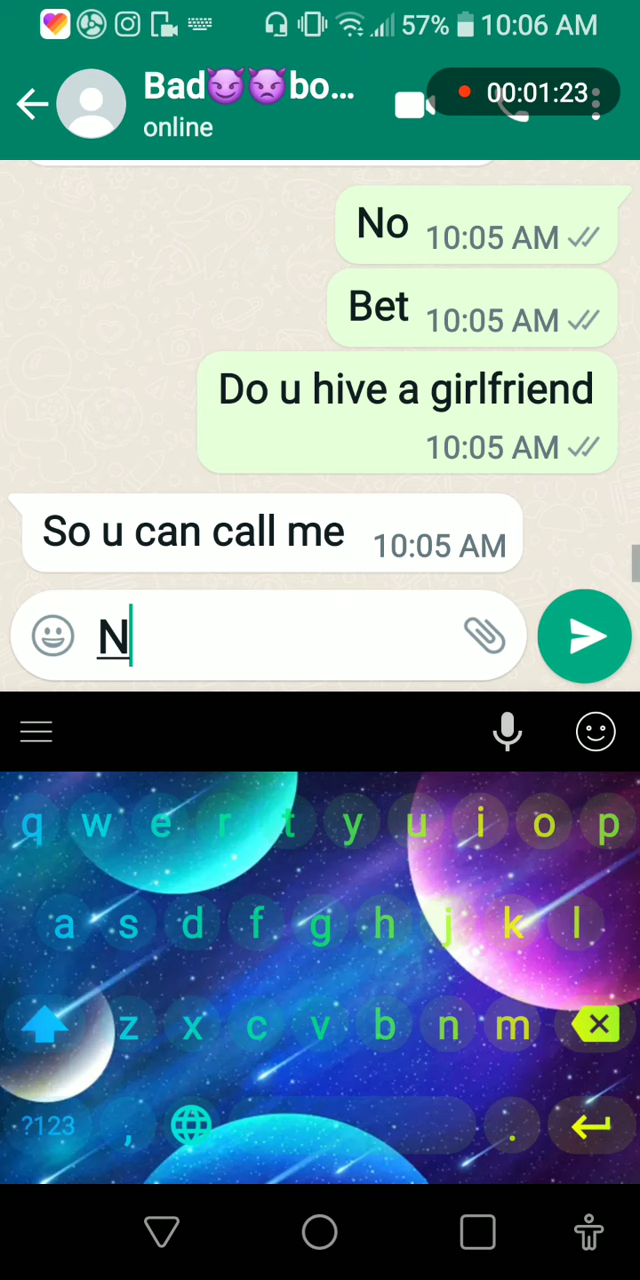 57% 10:06 AM
Bad😈👿bo...
00:01:23
online
No 10:05 AM
Bet 10:05 AM
Do u hive a girlfriend
10:05 AM
So u can call me 10:05 AM
N
q w e r t y u i o p
a s d f g h j k l
z x c v b n m
?123 , .